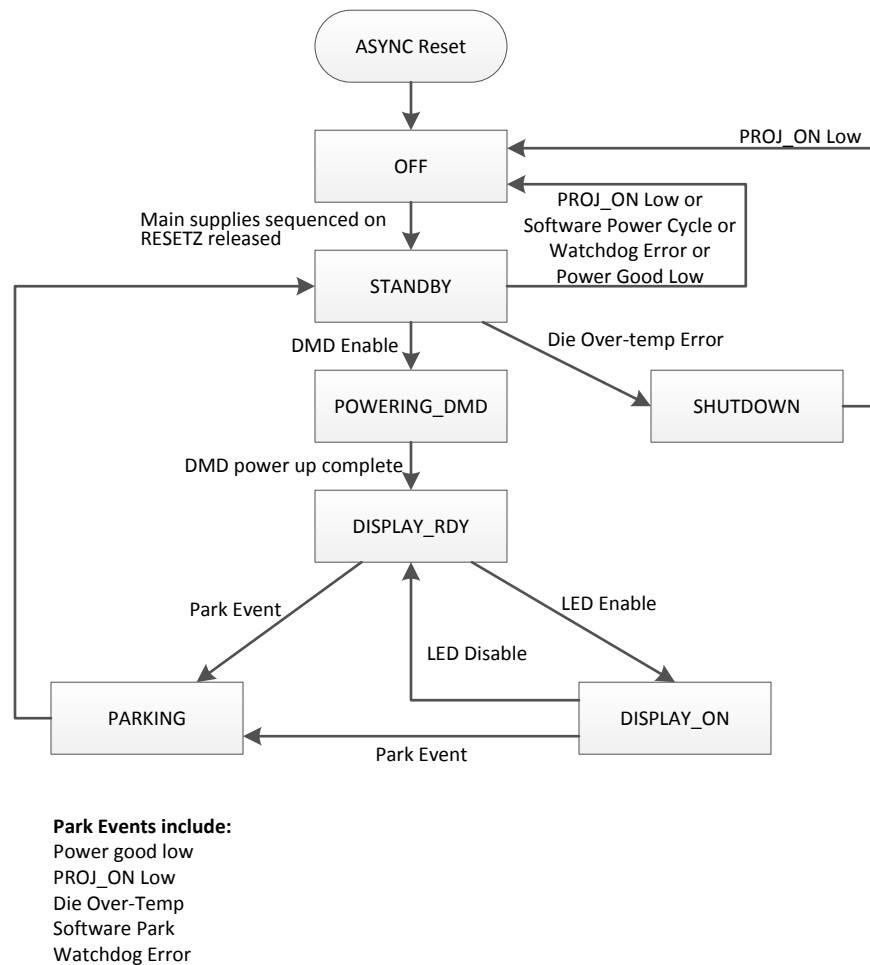 ASYNC Reset
PROJ_ON Low
OFF
Main supplies sequenced on
RESETZ released
PROJ_ON Low or
Software Power Cycle or
Watchdog Error or
Power Good Low
STANDBY
DMD Enable
Die Over-temp Error
POWERING_DMD
SHUTDOWN
DMD power up complete
DISPLAY_RDY
Park Event
LED Enable
LED Disable
PARKING
DISPLAY_ON
Park Event
Park Events include:
Power good low
PROJ_ON Low
Die Over-Temp
Software Park
Watchdog Error